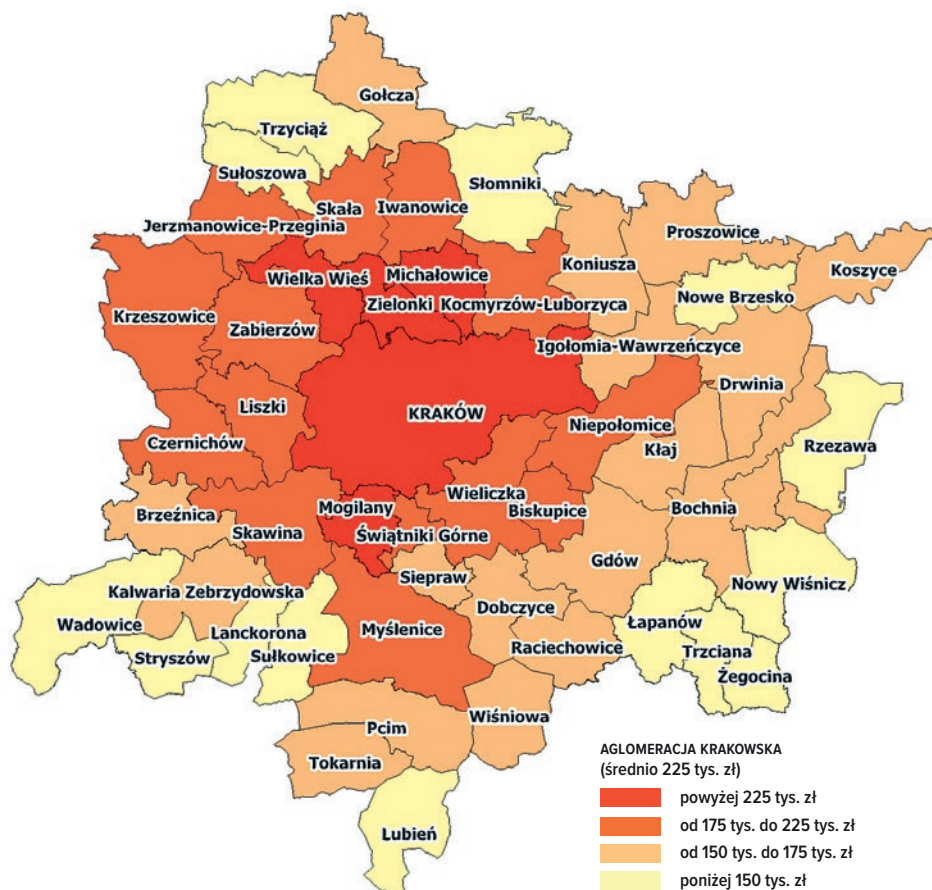 Gołcza
Trzyciąż
Sułoszowa
Słomniki
Skała
Iwanowice
Jerzmanowice-Przeginia
Proszowice
Koniusza
Koszyce
Wielka Wieś
Michałowice
Zielonki
Kocmyrzów-Luborzyca
Nowe Brzesko
Krzeszowice
Zabierzów
Igołomia-Wawrzeńczyce
Drwinia
Liszki
KRAKÓW
Niepołomice
Czernichów
Kłaj
Rzezawa
Wieliczka
Mogilany
Biskupice
Bochnia
Brzeźnica
Skawina
Świątniki Górne
Gdów
Siepraw
Nowy Wiśnicz
Kalwaria Zebrzydowska
Dobczyce
Wadowice
Lanckorona
Myślenice
Łapanów
Raciechowice
Stryszów
Sułkowice
Trzciana
Żegocina
Wiśniowa
Pcim
Tokarnia
Lubień
AGLOMERACJA KRAKOWSKA
(średnio 225 tys. zł)
powyżej 225 tys. zł
od 175 tys. do 225 tys. zł
od 150 tys. do 175 tys. zł
poniżej 150 tys. zł